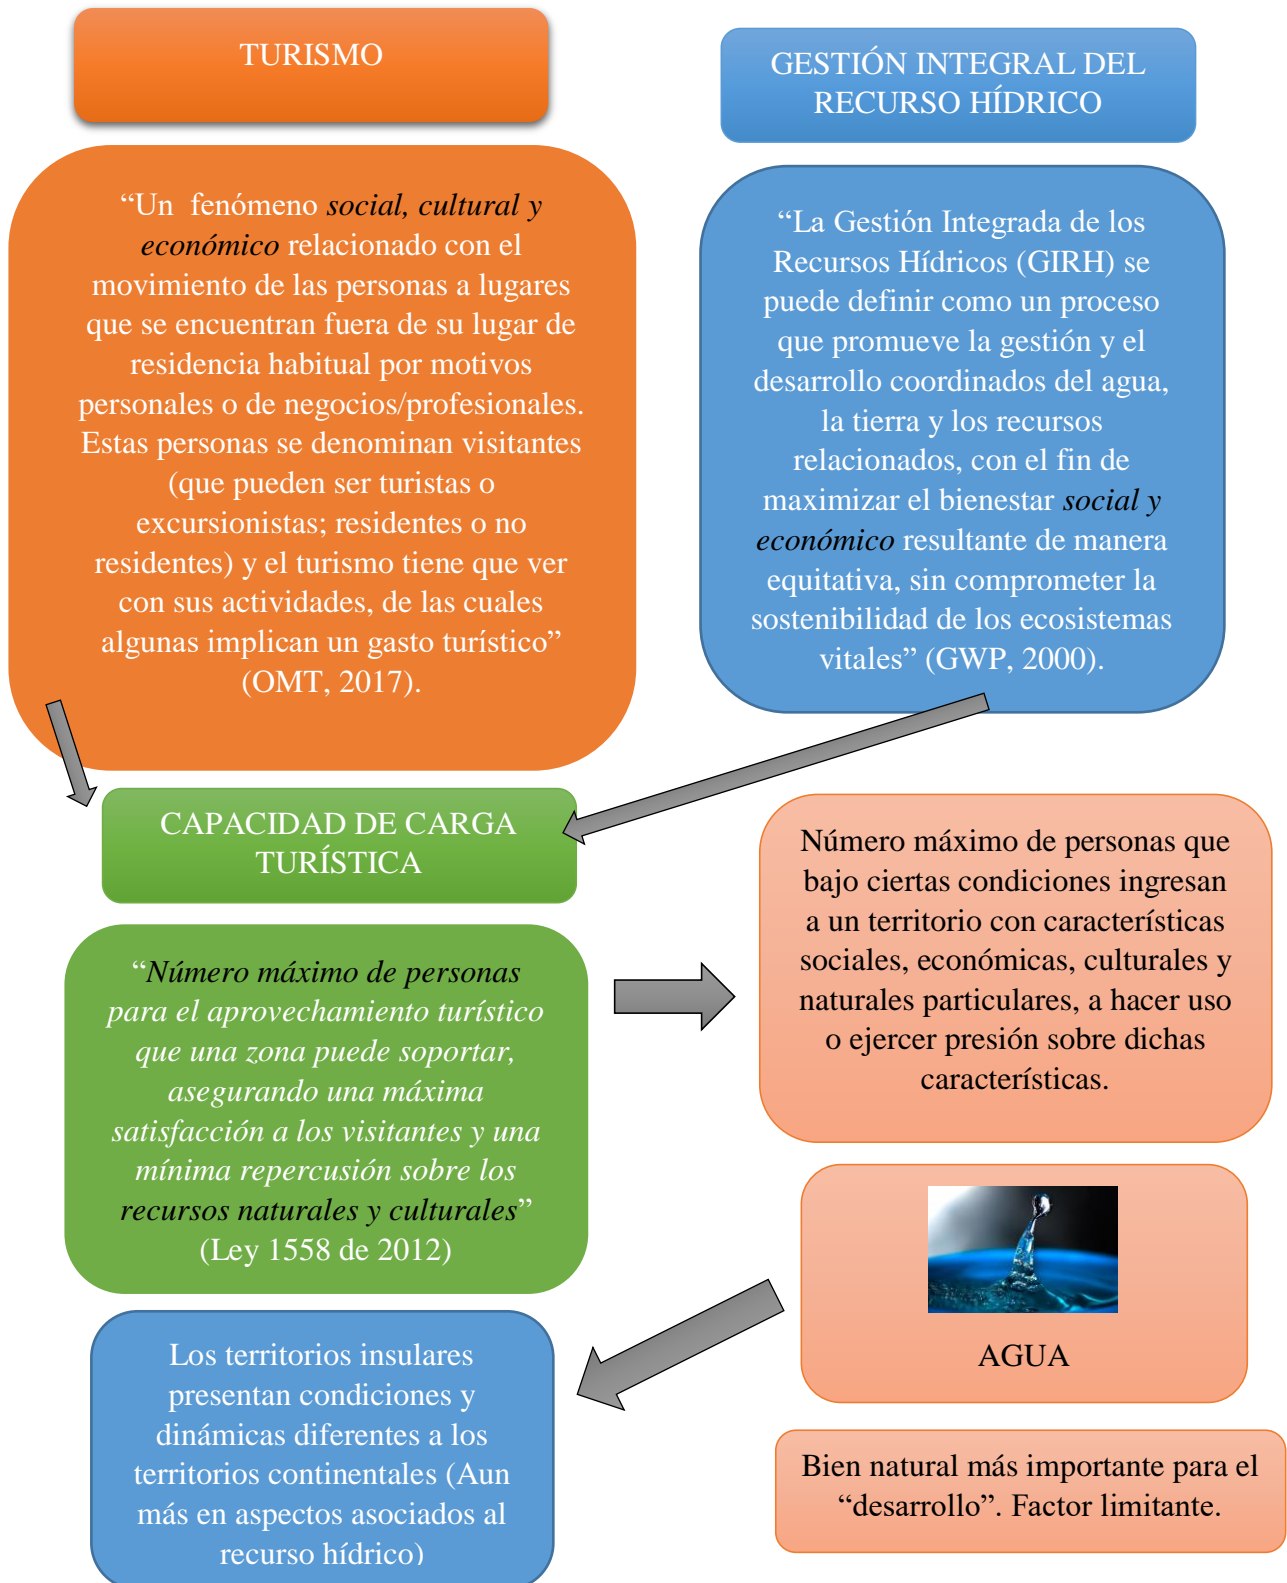 TURISMO
GESTIÓN INTEGRAL DEL
RECURSO HÍDRICO
“Un  fenómeno social, cultural y
económico relacionado con el
movimiento de las personas a lugares
que se encuentran fuera de su lugar de
residencia habitual por motivos
personales o de negocios/profesionales.
Estas personas se denominan visitantes
(que pueden ser turistas o
excursionistas; residentes o no
residentes) y el turismo tiene que ver
con sus actividades, de las cuales
algunas implican un gasto turístico”
(OMT, 2017).
“La Gestión Integrada de los
Recursos Hídricos (GIRH) se
puede definir como un proceso
que promueve la gestión y el
desarrollo coordinados del agua,
la tierra y los recursos
relacionados, con el fin de
maximizar el bienestar social y
económico resultante de manera
equitativa, sin comprometer la
sostenibilidad de los ecosistemas
vitales” (GWP, 2000).
CAPACIDAD DE CARGA
TURÍSTICA
“Número máximo de personas
para el aprovechamiento turístico
que una zona puede soportar,
asegurando una máxima
satisfacción a los visitantes y una
mínima repercusión sobre los
recursos naturales y culturales”
(Ley 1558 de 2012)
Número máximo de personas que
bajo ciertas condiciones ingresan
a un territorio con características
sociales, económicas, culturales y
naturales particulares, a hacer uso
o ejercer presión sobre dichas
características.
AGUA
Bien natural más importante para el
“desarrollo”. Factor limitante.
Los territorios insulares
presentan condiciones y
dinámicas diferentes a los
territorios continentales (Aun
más en aspectos asociados al
recurso hídrico)